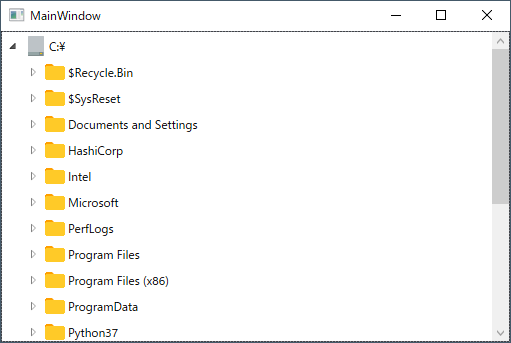 MainWindow
C:¥
$Recycle.Bin
$SysReset
Documents and Settings
HashiCorp
Intel
Microsoft
PerfLogs
Program Files
Program Files (x86)
ProgramData
Python37